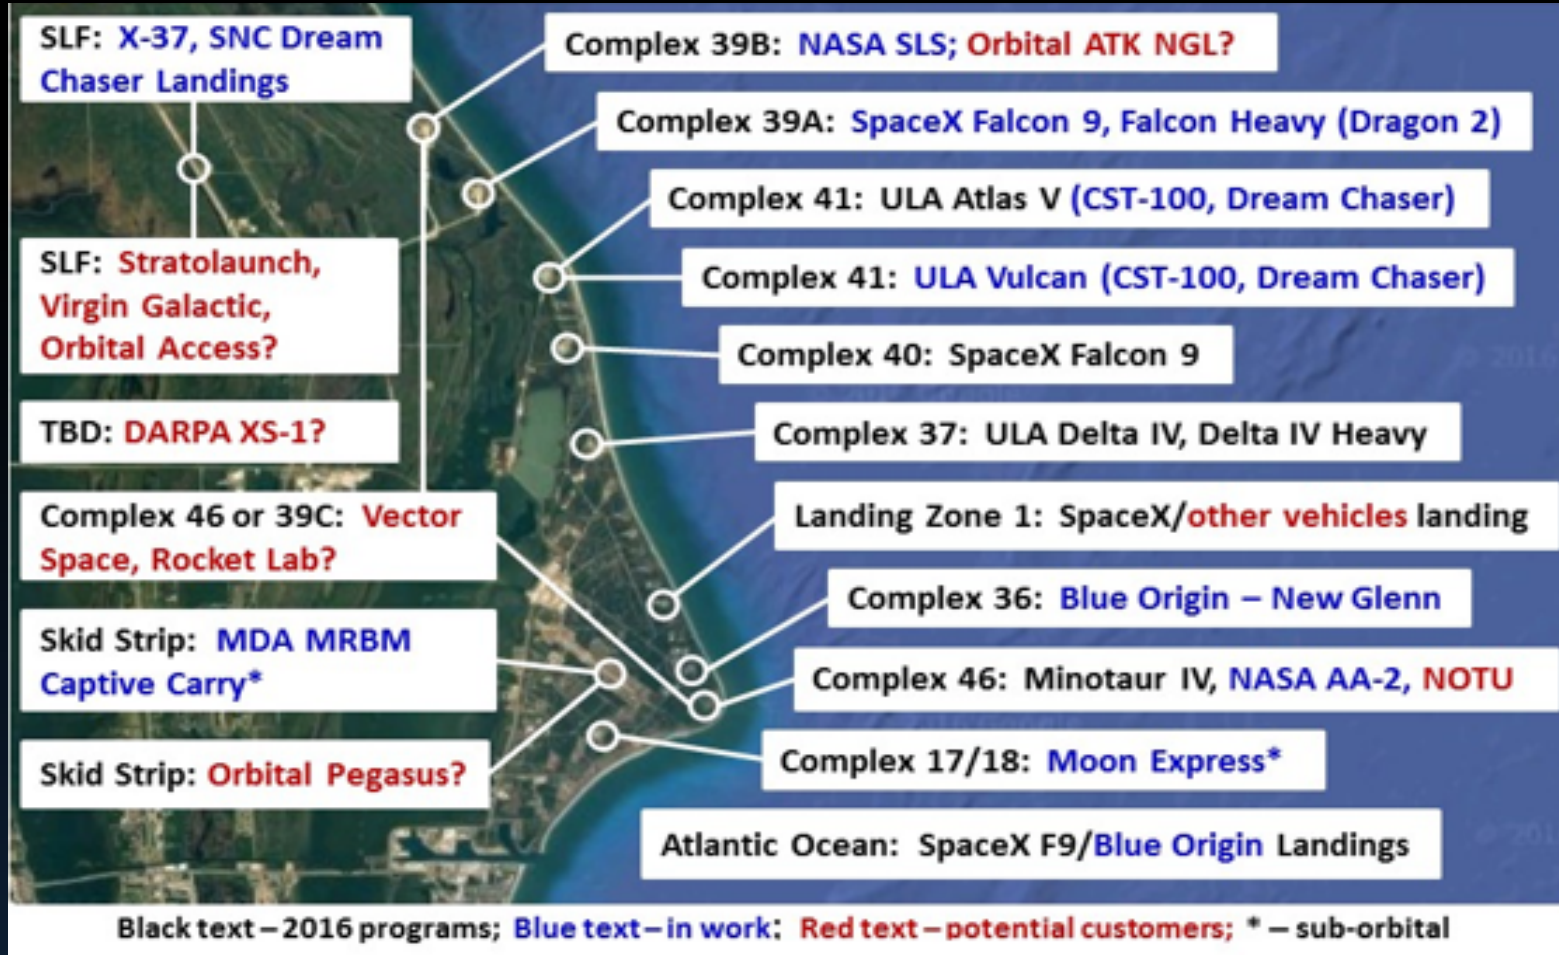 SLF: X-37, SNC Dream
Chaser Landings
Complex 39B: NASA SLS; Orbital ATK NGL?
Complex 39A: SpaceX Falcon 9, Falcon Heavy (Dragon 2)
Complex 41: ULA Atlas V (CST-100, Dream Chaser)
SLF: Stratolaunch,
Virgin Galactic,
Orbital Access?
Complex 41: ULA Vulcan (CST-100, Dream Chaser)
Complex 40: SpaceX Falcon 9
TBD: DARPA XS-1?
Complex 37: ULA Delta IV, Delta IV Heavy
Complex 46 or 39C: Vector
Space, Rocket Lab?
Landing Zone 1: SpaceX/other vehicles landing
Complex 36: Blue Origin – New Glenn
Skid Strip: MDA MRBM
Captive Carry*
Complex 46: Minotaur IV, NASA AA-2, NOTU
Skid Strip: Orbital Pegasus?
Complex 17/18: Moon Express*
Atlantic Ocean: SpaceX F9/Blue Origin Landings
Black text – 2016 programs; Blue text – in work; Red text – potential customers; * – sub-orbital